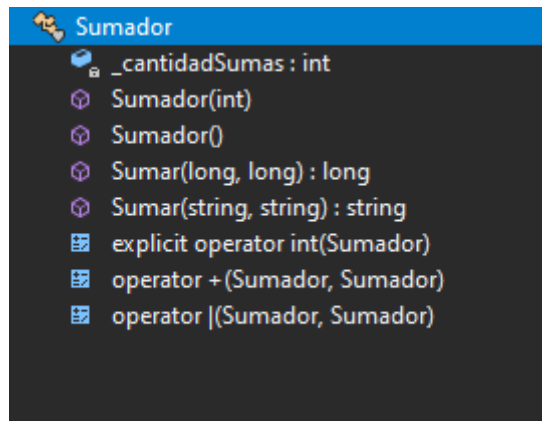 Sumador
_cantidadSumas : int
Sumador(int)
Sumador()
Sumar(long, long) : long
Sumar(string, string) : string
explicit operator int(Sumador)
operator +(Sumador, Sumador)
operator |(Sumador, Sumador)